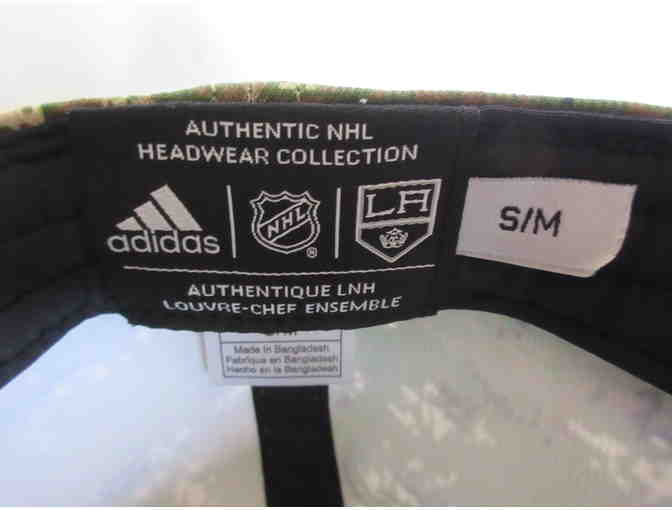 AUTHENTIC NHL
HEADWEAR COLLECTION
adidas
NHL
®
LA
S/M
AUTHENTIQUE LNH
LOUVRE-CHEF ENSEMBLE
Made in Bangladesh
Fabriqué en Bangladesh
Hecho en la Bangladesh